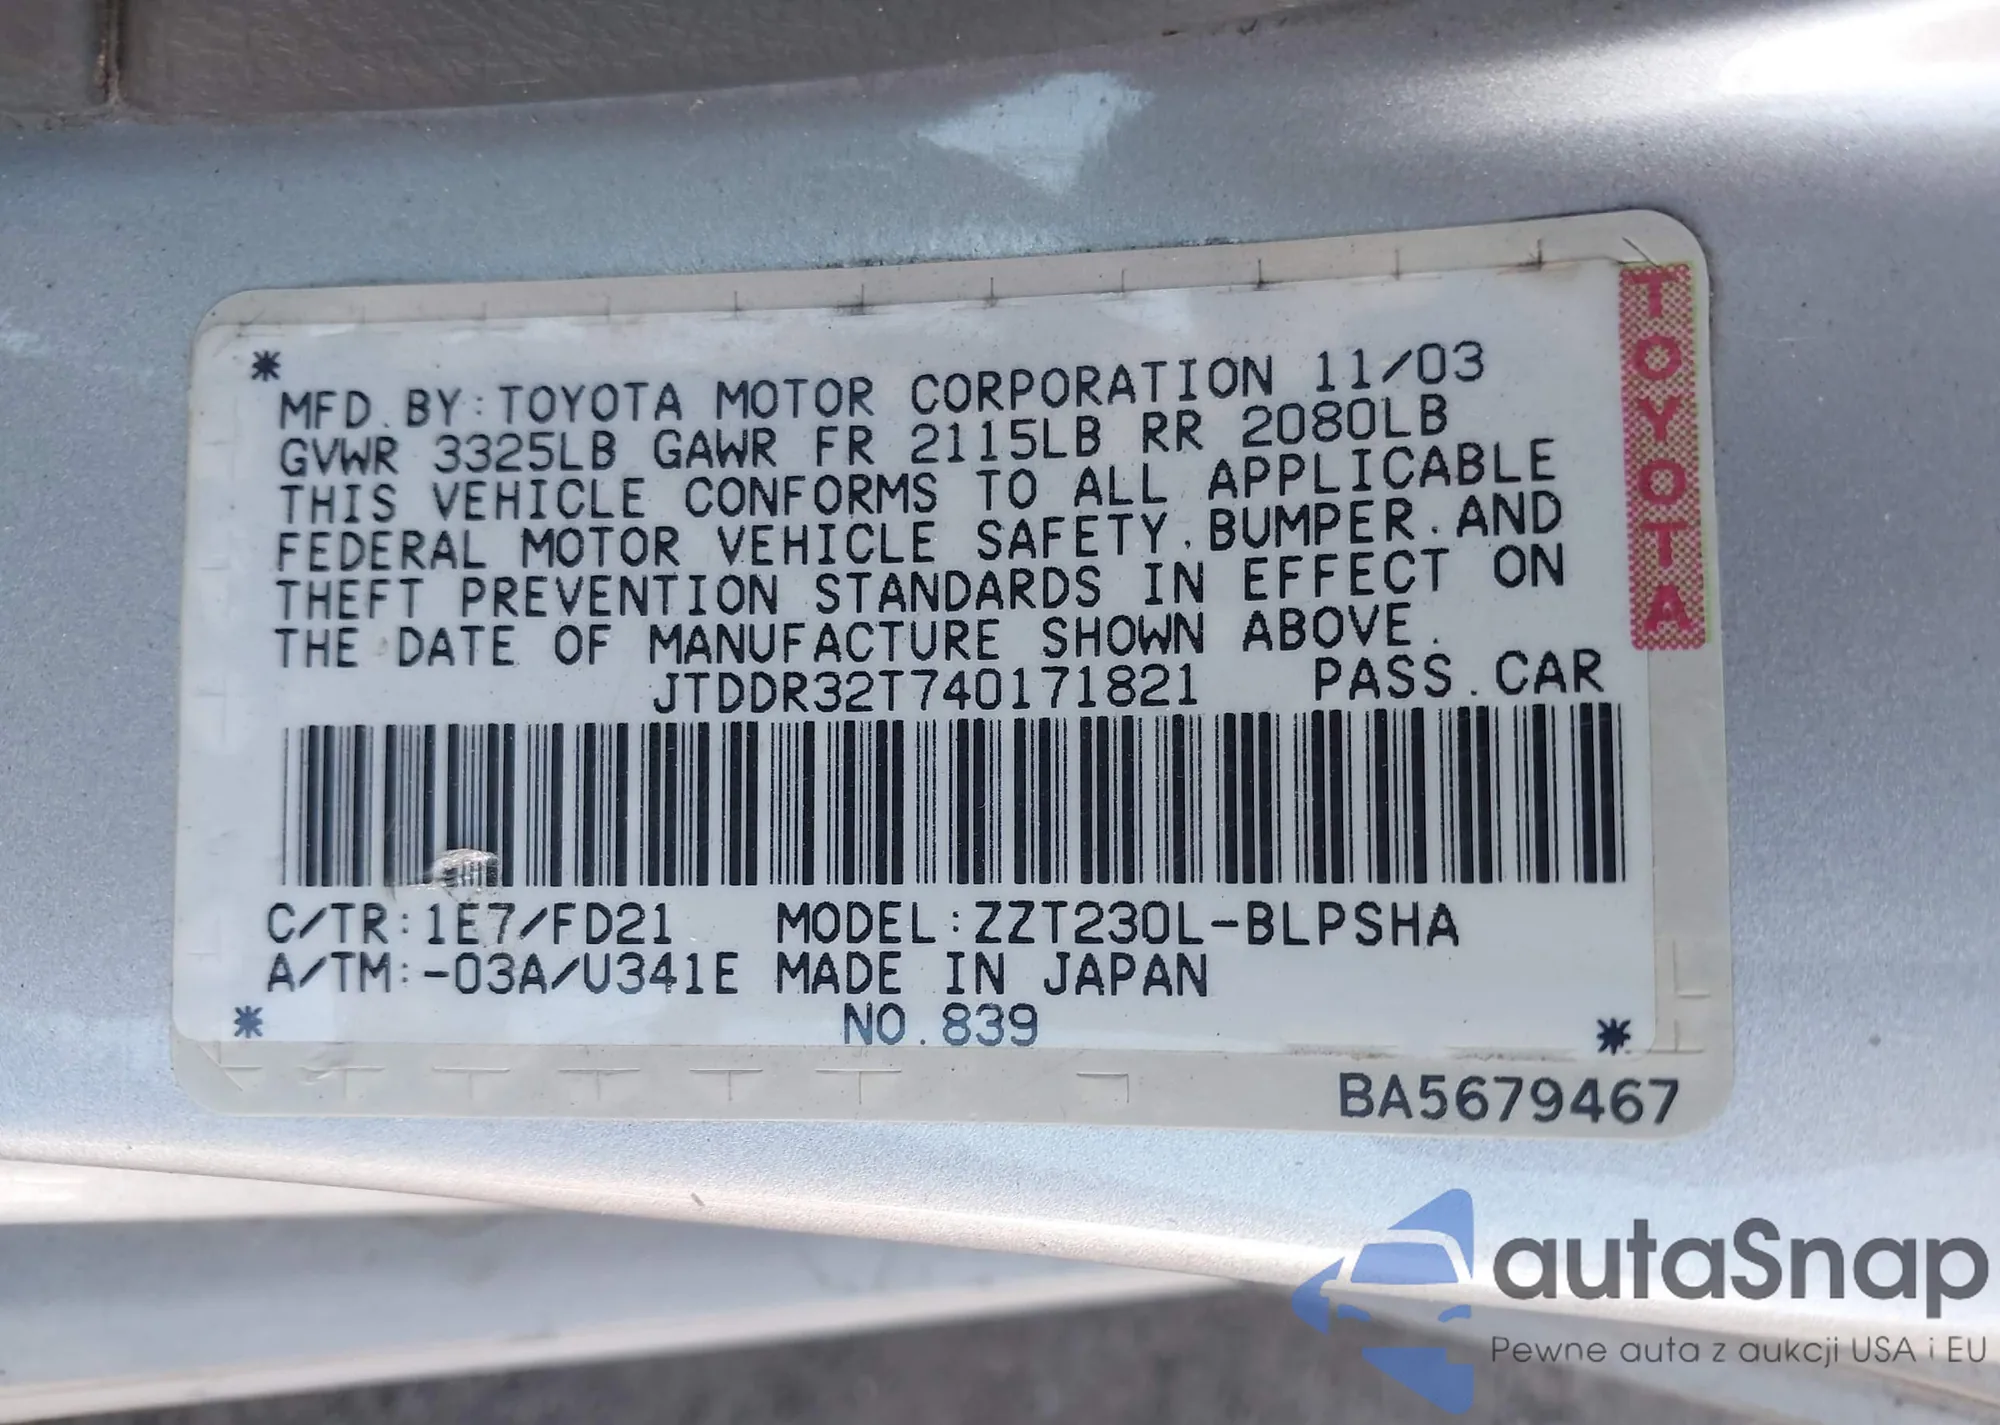 *
MFD.BY:TOYOTA MOTOR CORPORATION 11/03
GVWR 3325LB GAWR FR 2115LB RR 2080LB
THIS VEHICLE CONFORMS TO ALL APPLICABLE
FEDERAL MOTOR VEHICLE SAFETY.BUMPER.AND
THEFT PREVENTION STANDARDS IN EFFECT ON
THE DATE OF MANUFACTURE SHOWN ABOVE.
JTDDR32T740171821 PASS.CAR
C/TR:1E7/FD21 MODEL:ZZT230L-BLPSHA
A/TM:-03A/U341E MADE IN JAPAN
* NO.839 *
BA5679467
TOYOTA
autaSnap
Pewne auta z aukcji USA i EU